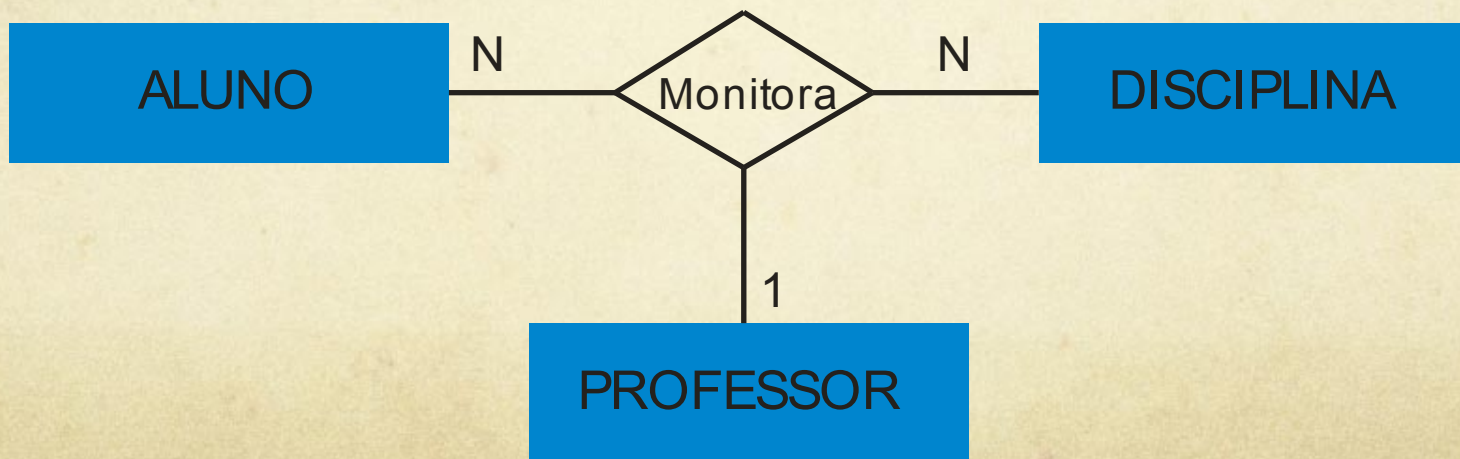 N
N
ALUNO
Monitora
DISCIPLINA
1
PROFESSOR